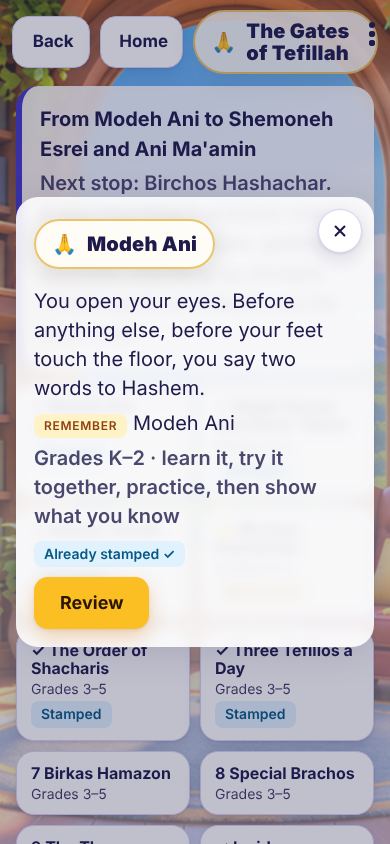 Back
Home
🙏 The Gates
of Tefillah
From Modeh Ani to Shemoneh
Esrei and Ani Ma'amin
Next stop: Birchos Hashachar.
🙏 Modeh Ani
×
You open your eyes. Before
anything else, before your feet
touch the floor, you say two
words to Hashem.
REMEMBER Modeh Ani
Grades K–2 · learn it, try it
together, practice, then show
what you know
Already stamped ✓
Review
✓ The Order of
Shacharis
Grades 3–5
Stamped
✓ Three Tefillos a
Day
Grades 3–5
Stamped
7 Birkas Hamazon
Grades 3–5
8 Special Brachos
Grades 3–5